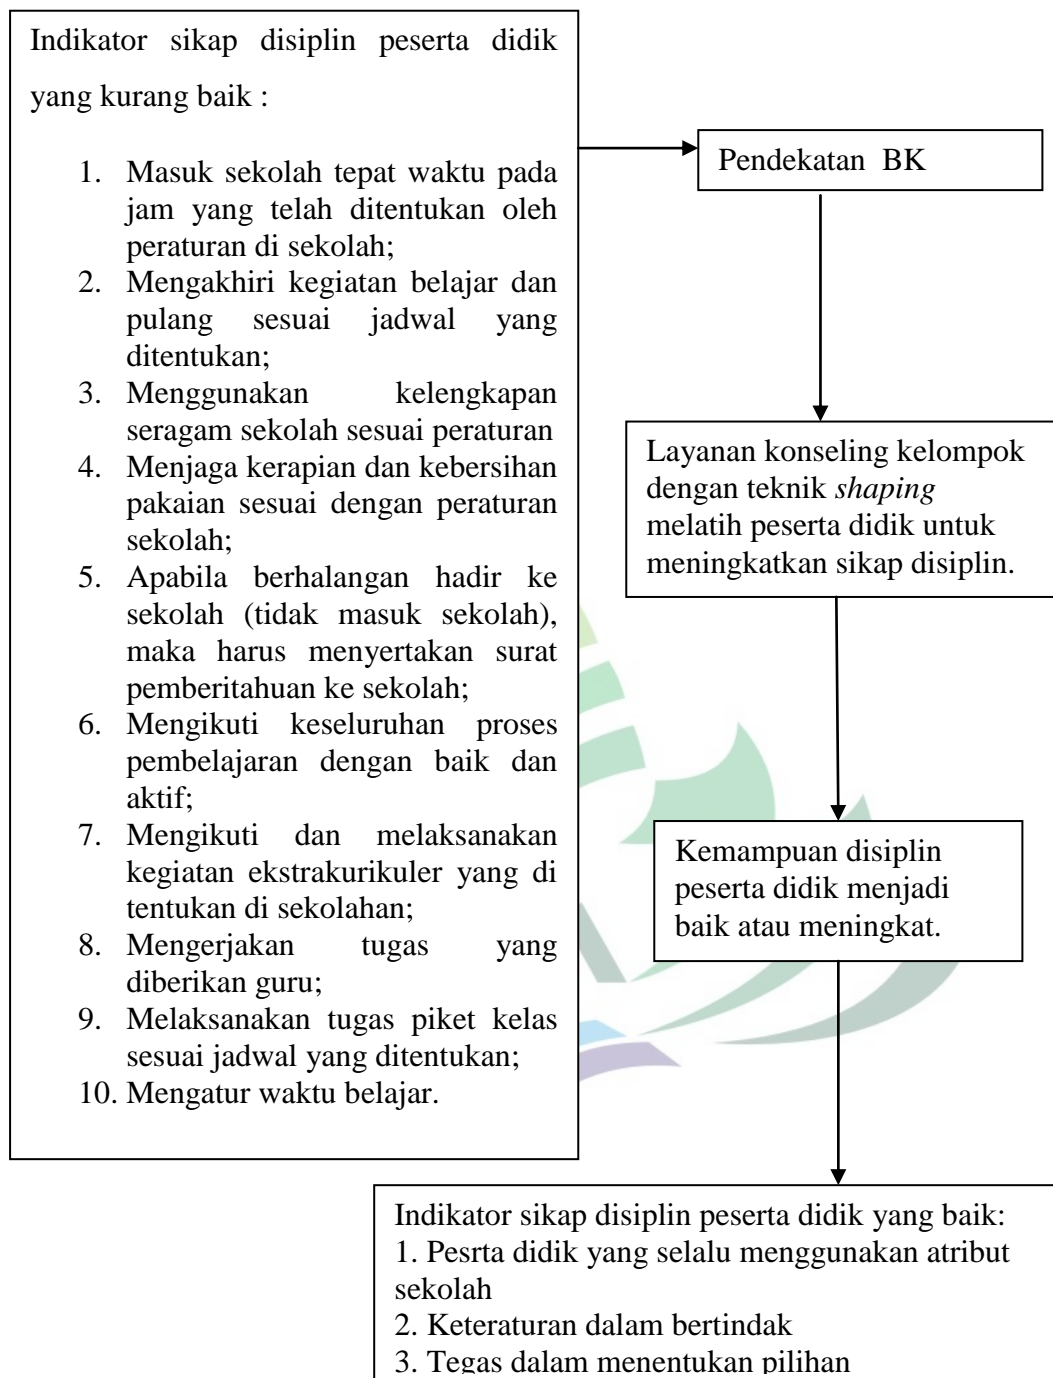 Indikator sikap disiplin peserta didik
yang kurang baik :
1. Masuk sekolah tepat waktu pada
jam yang telah ditentukan oleh
peraturan di sekolah;
2. Mengakhiri kegiatan belajar dan
pulang sesuai jadwal yang
ditentukan;
3. Menggunakan kelengkapan
seragam sekolah sesuai peraturan
4. Menjaga kerapian dan kebersihan
pakaian sesuai dengan peraturan
sekolah;
5. Apabila berhalangan hadir ke
sekolah (tidak masuk sekolah),
maka harus menyertakan surat
pemberitahuan ke sekolah;
6. Mengikuti keseluruhan proses
pembelajaran dengan baik dan
aktif;
7. Mengikuti dan melaksanakan
kegiatan ekstrakurikuler yang di
tentukan di sekolahan;
8. Mengerjakan tugas yang
diberikan guru;
9. Melaksanakan tugas piket kelas
sesuai jadwal yang ditentukan;
10. Mengatur waktu belajar.
Pendekatan BK
Layanan konseling kelompok
dengan teknik shaping
melatih peserta didik untuk
meningkatkan sikap disiplin.
Kemampuan disiplin
peserta didik menjadi
baik atau meningkat.
Indikator sikap disiplin peserta didik yang baik:
1. Pesrta didik yang selalu menggunakan atribut
sekolah
2. Keteraturan dalam bertindak
3. Tegas dalam menentukan pilihan